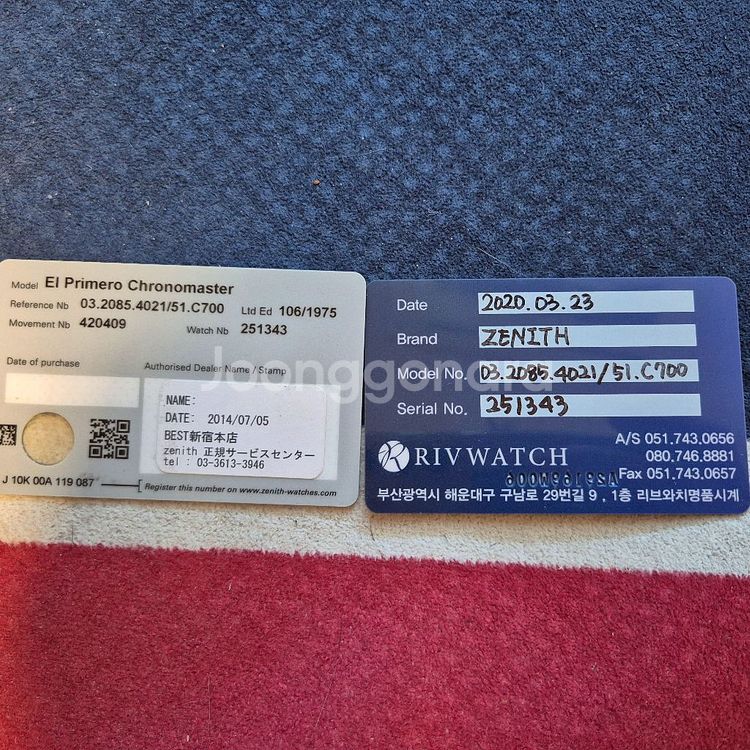 Model El Primero Chronomaster
Reference Nb 03.2085.4021/51.C700 Ltd Ed 106/1975
Movement Nb 420409 Watch Nb 251343
Date of purchase Authorised Dealer Name / Stamp
NAME:
DATE: 2014/07/05
BEST新宿本店
zenith 正規サービスセンター
tel : 03-3613-3946
J 10K 00A 119 087
Register this number on www.zenith-watches.com
Date 2020.03.23
Brand ZENITH
Model No. 03.2085.4021/51.C700
Serial No. 251343
RIVWATCH
A/S 051.743.0656
080.746.8881
Fax 051.743.0657
부산광역시 해운대구 구남로 29번길 9 , 1층 리브와치명품시계
Joonggonara